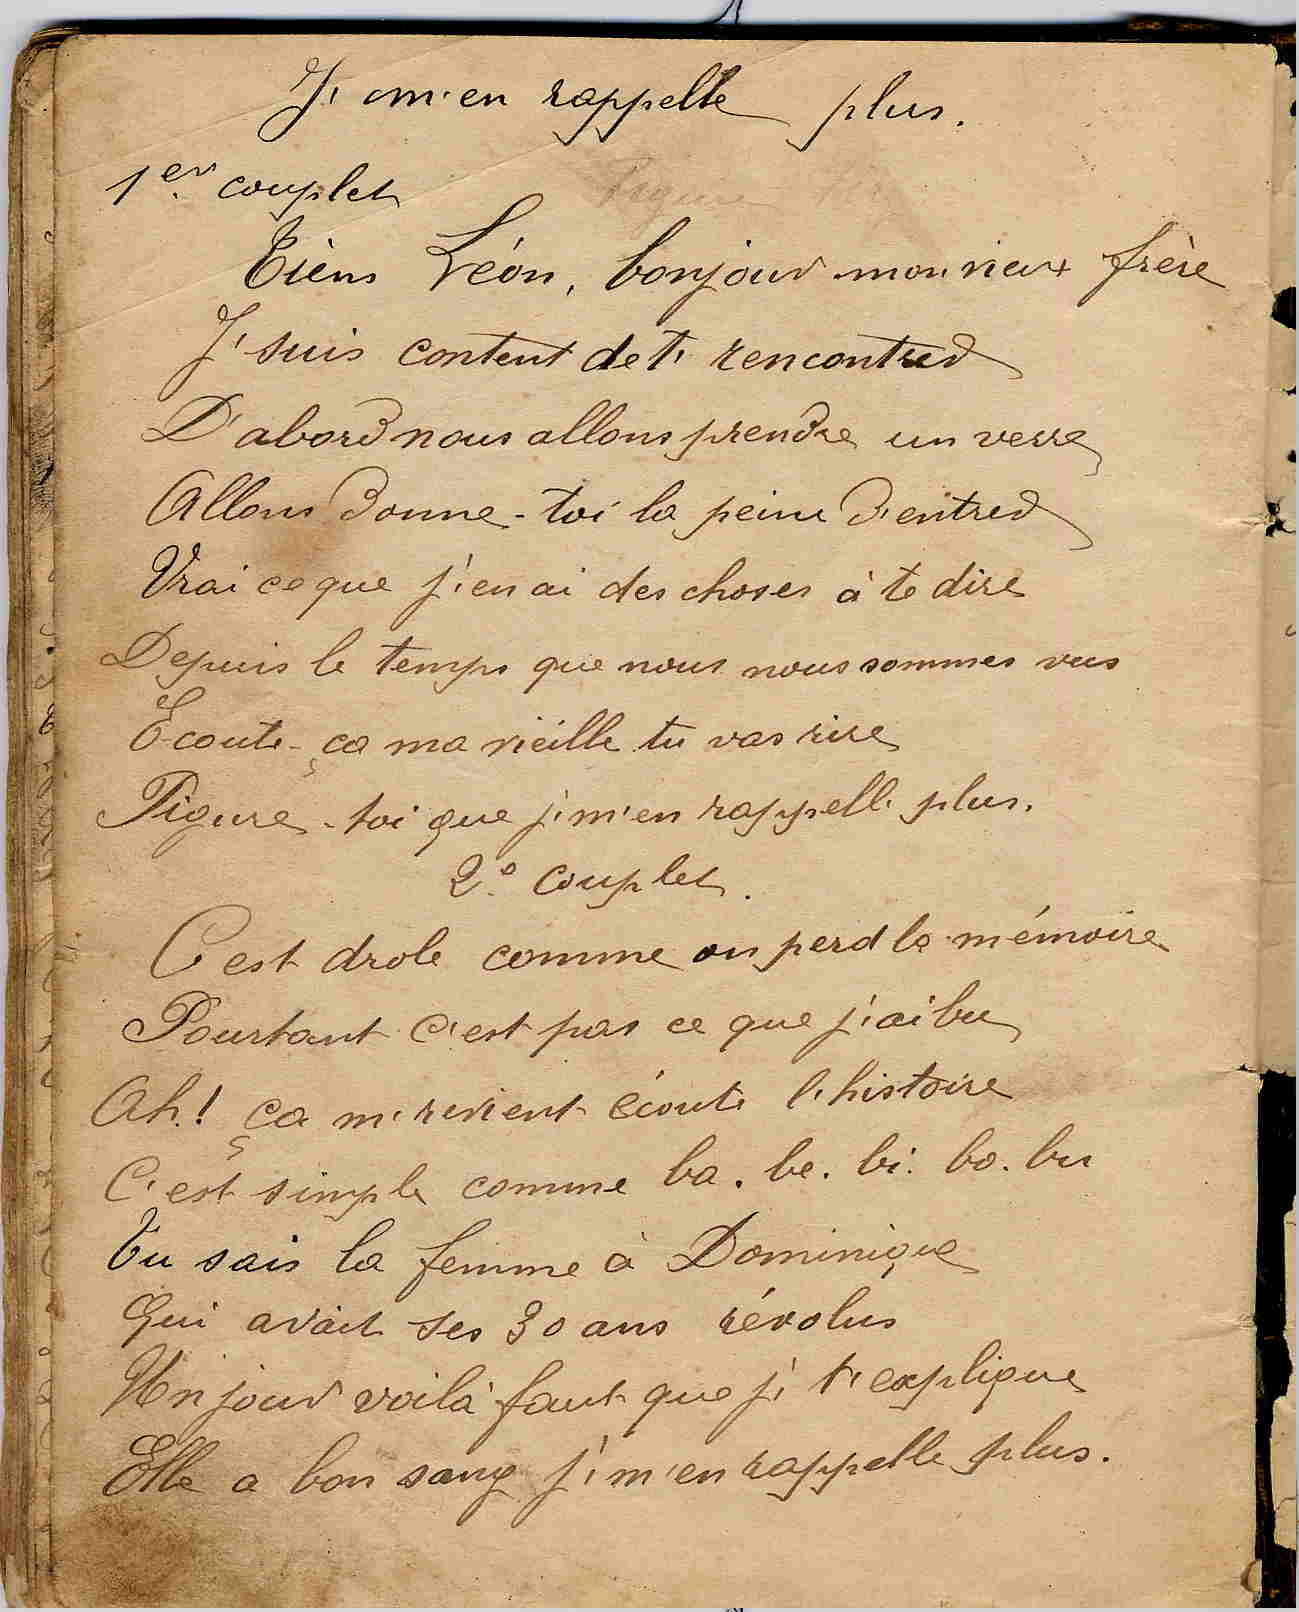 J' m'en rappelle plus.
1er couplet
Tièns Léon, bonjour mon vieux frère
J' suis content de t' rencontrer
D'abord nous allons prendre un verre
Allons donne-toi la peine d'entrer
Vrai ce que j'en ai des choses à te dire
Depuis le temps que nous nous sommes vus
Ecoute-ça ma vieille tu vas rire
Figure-toi que j' m'en rappell' plus.
2e couplet.
C'est drole comme on perd la mémoire
Pourtant c'est pas ce que j'ai bu
Ah! ça m' revient écoute l'histoire
C'est simple comme ba. be. bi. bo. bu
Tu sais la femme à Dominique
Qui avait ses 30 ans révolus
Un jour voilà faut que j' t'explique
Elle a bon sang j' m'en rappelle plus.